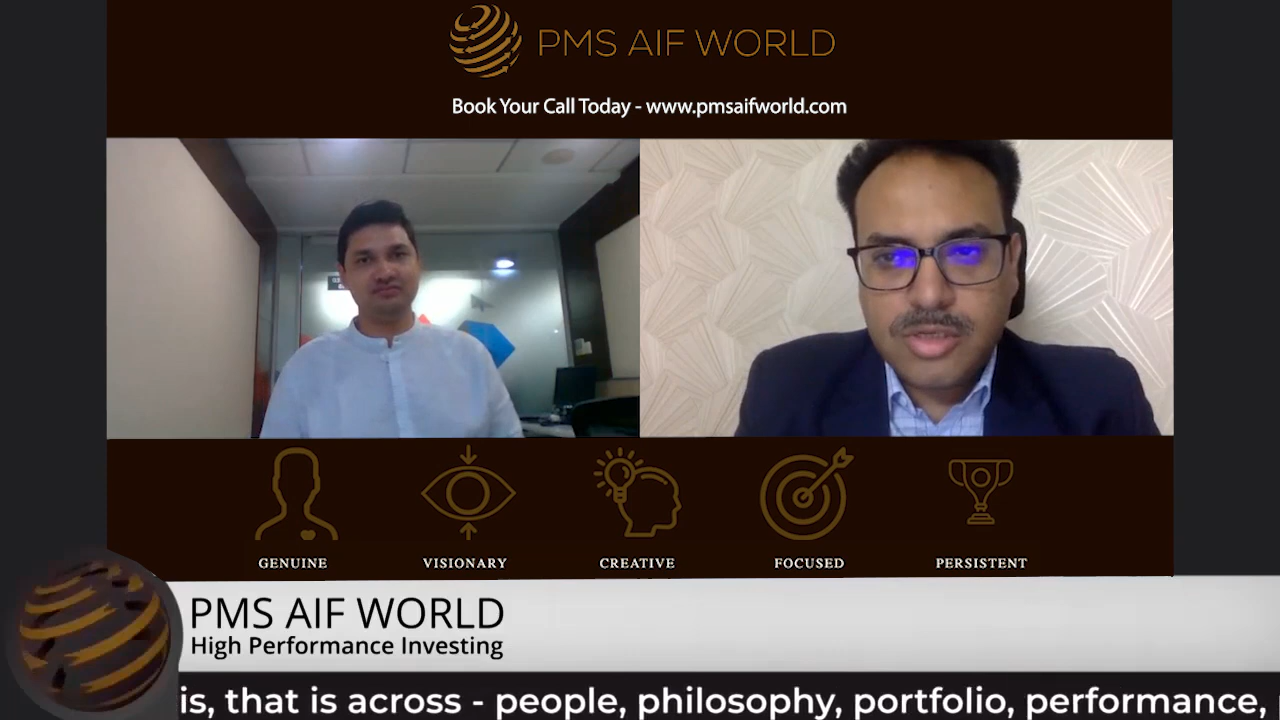 PMS AIF WORLD
Book Your Call Today - www.pmsaifworld.com
GENUINE
VISIONARY
CREATIVE
FOCUSED
PERSISTENT
PMS AIF WORLD
High Performance Investing
is, that is across - people, philosophy, portfolio, performance,